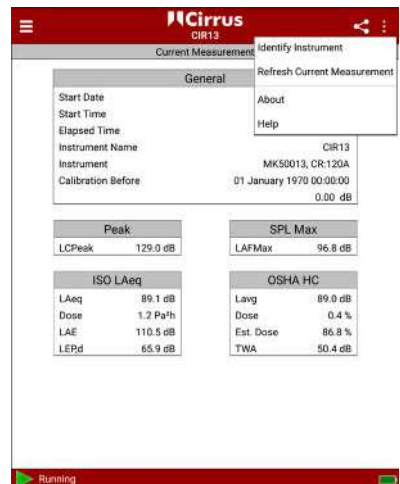 Cirrus
CIR13
Current Measurement
Identify Instrument
Refresh Current Measurement
About
Help
General
Start Date
Start Time
Elapsed Time
Instrument Name CIR13
Instrument MK50013, CR:120A
Calibration Before 01 January 1970 00:00:00
0.00 dB
Peak
LCPeak 129.0 dB
SPL Max
LAFMax 96.8 dB
ISO LAeq
LAeq 89.1 dB
Dose 1.2 Pa²h
LAE 110.5 dB
LEP,d 65.9 dB
OSHA HC
Lavg 89.0 dB
Dose 0.4 %
Est. Dose 86.8 %
TWA 50.4 dB
Running